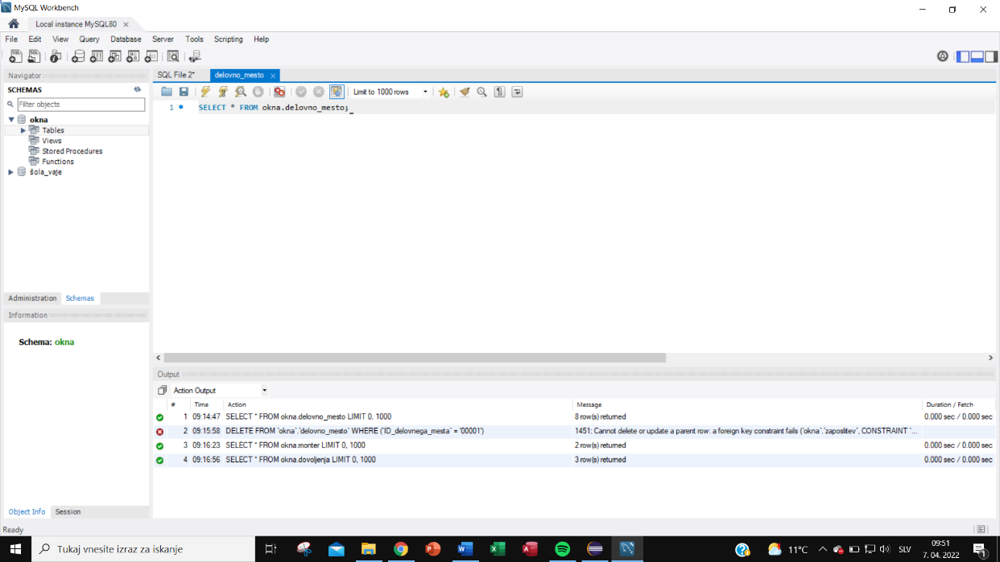 MySQL Workbench
Local instance MySQL80
File Edit View Query Database Server Tools Scripting Help
Navigator
SCHEMAS
Filter objects
okna
Tables
Views
Stored Procedures
Functions
šola_vaje
Administration Schemas
Information
Schema: okna
Object Info Session
SQL File 2* delovno_mesto
Limit to 1000 rows
1 SELECT * FROM okna.delovno_mesto;
Output
Action Output
# Time Action Message Duration / Fetch
1 09:14:47 SELECT * FROM okna.delovno_mesto LIMIT 0, 1000 8 row(s) returned 0.000 sec / 0.000 sec
2 09:15:58 DELETE FROM `okna`.`delovno_mesto` WHERE (`ID_delovnega_mesta` = '00001') 1451: Cannot delete or update a parent row: a foreign key constraint fails (`okna`.`zaposlitev`, CONSTRAINT `...
3 09:16:23 SELECT * FROM okna.monter LIMIT 0, 1000 2 row(s) returned 0.000 sec / 0.000 sec
4 09:16:56 SELECT * FROM okna.dovoljenja LIMIT 0, 1000 3 row(s) returned 0.000 sec / 0.000 sec
Ready
Tukaj vnesite izraz za iskanje
11°C
SLV
09:51
7. 04. 2022
1